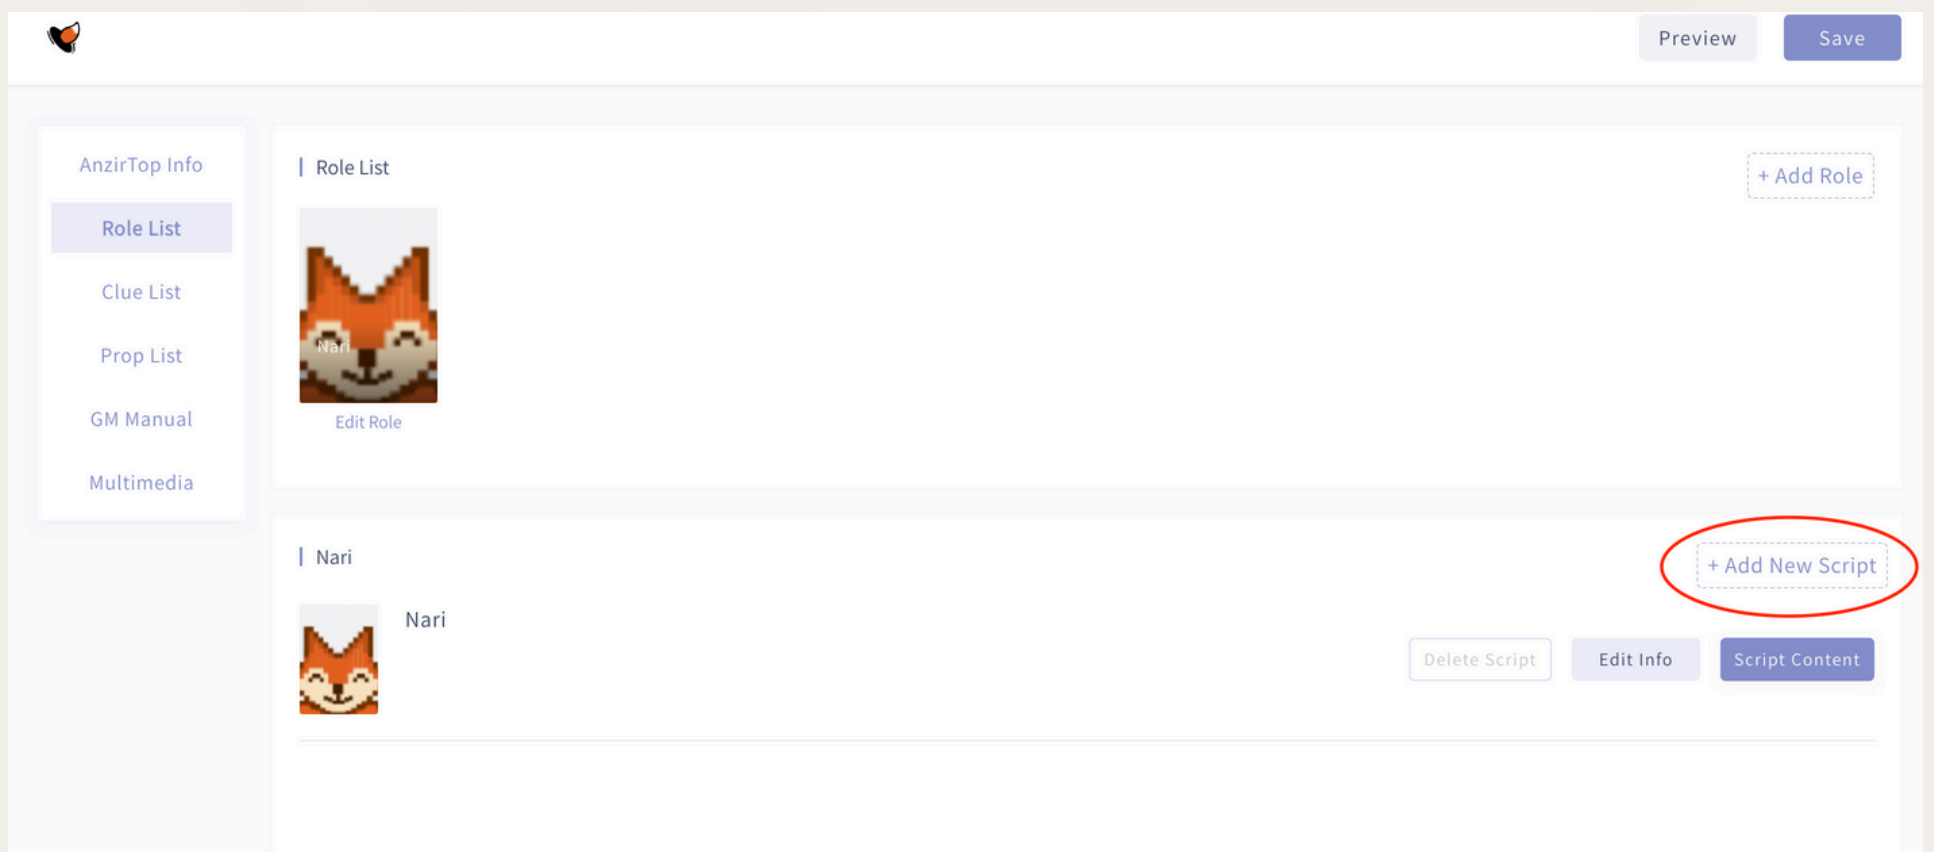 Preview
Save
AnzirTop Info
Role List
Clue List
Prop List
GM Manual
Multimedia
Role List
+ Add Role
Nari
Edit Role
Nari
+ Add New Script
Nari
Delete Script
Edit Info
Script Content